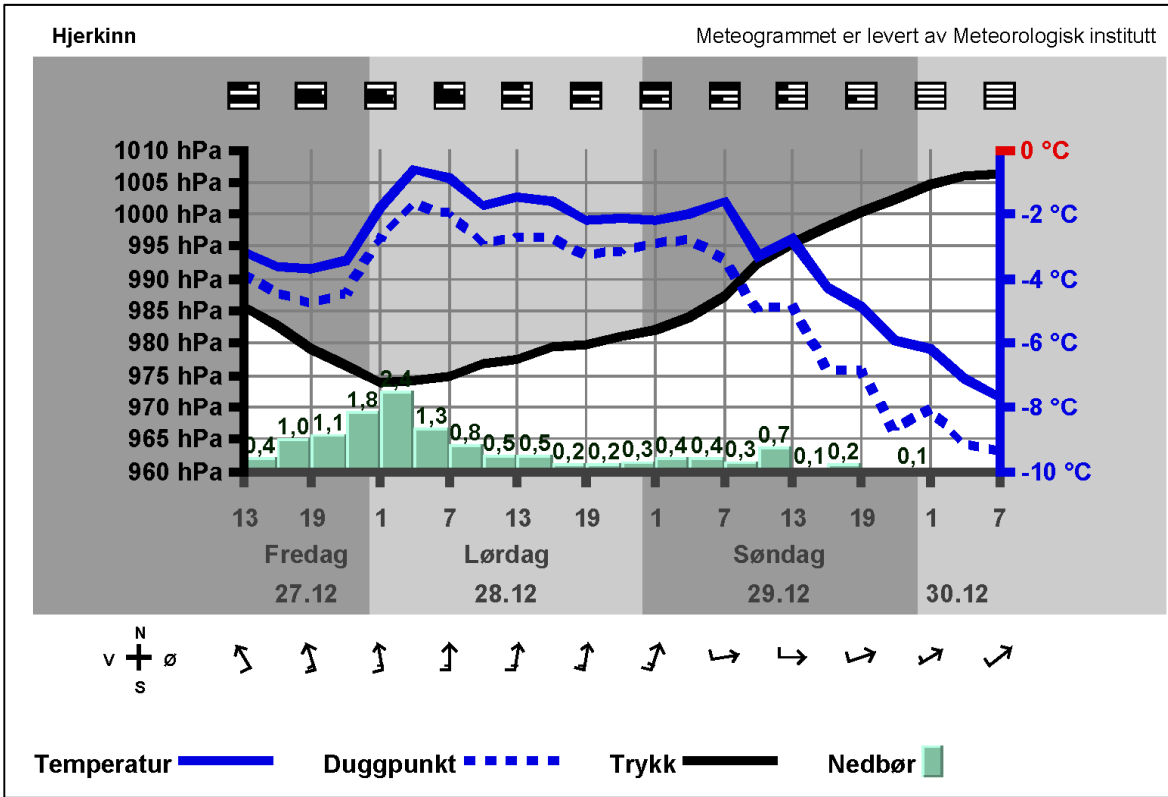 Hjerkinn Meteogrammet er levert av Meteorologisk institutt
1010 hPa 0 °C
1005 hPa
1000 hPa -2 °C
995 hPa
990 hPa -4 °C
985 hPa
980 hPa -6 °C
975 hPa
970 hPa -8 °C
965 hPa
960 hPa -10 °C
0,4 1,0 1,1 1,8 2,4 1,3 0,8 0,5 0,5 0,2 0,2 0,3 0,4 0,4 0,3 0,7 0,1 0,2 0,1
13 19 1 7 13 19 1 7 13 19 1 7
Fredag Lørdag Søndag
27.12 28.12 29.12 30.12
N
V Ø
S
Temperatur Duggpunkt Trykk Nedbør